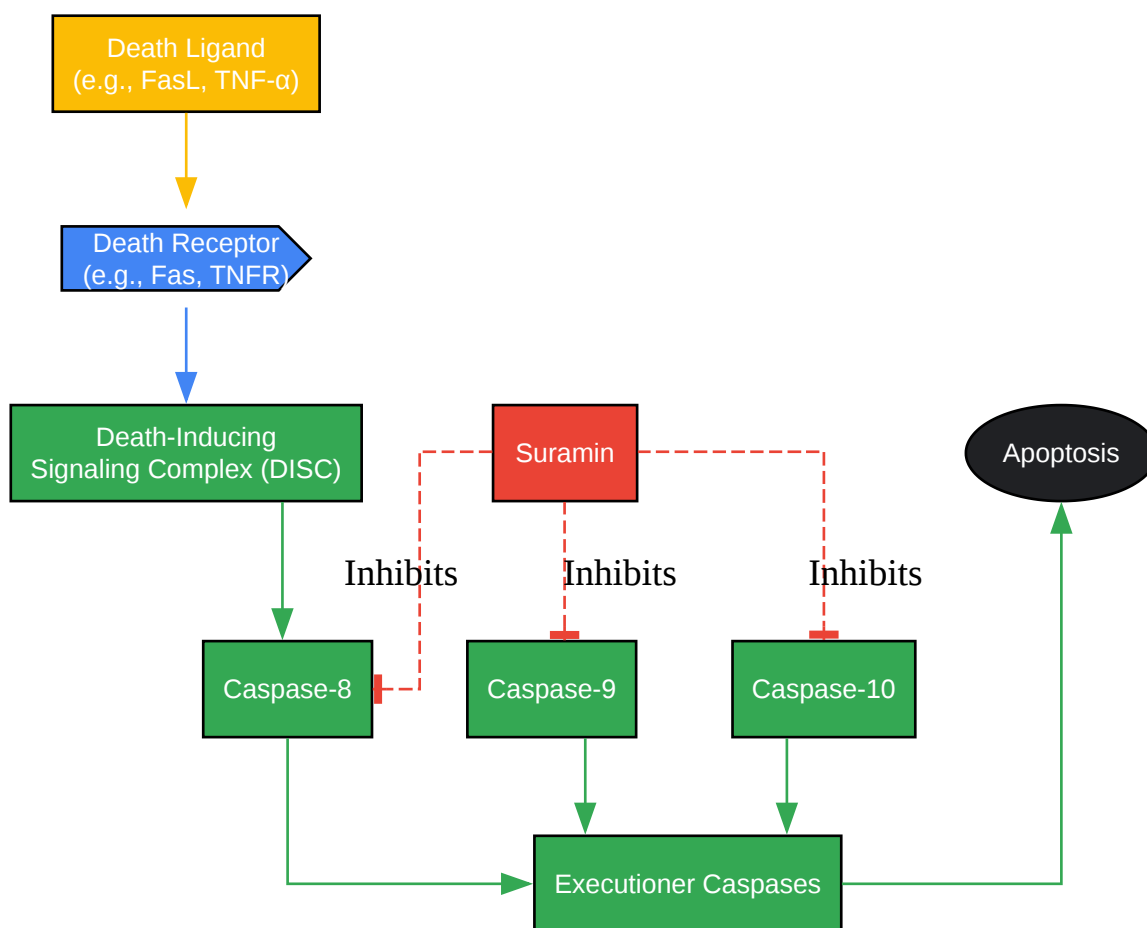 Death Ligand
(e.g., FasL, TNF-α)
Death Receptor
(e.g., Fas, TNFR)
Death-Inducing
Signaling Complex (DISC)
Suramin
Apoptosis
Inhibits
Inhibits
Inhibits
Caspase-8
Caspase-9
Caspase-10
Executioner Caspases